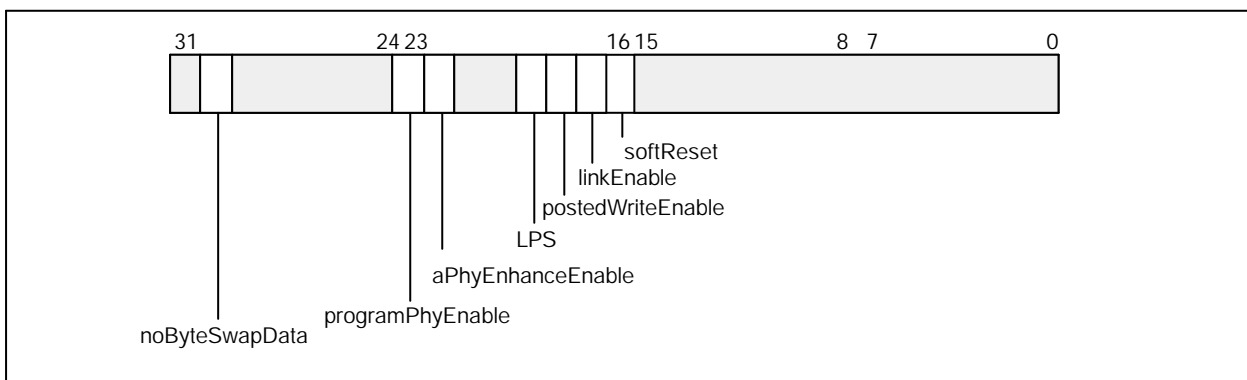 31 24 23 16 15 8 7 0
softReset
linkEnable
postedWriteEnable
LPS
aPhyEnhanceEnable
programPhyEnable
noByteSwapData